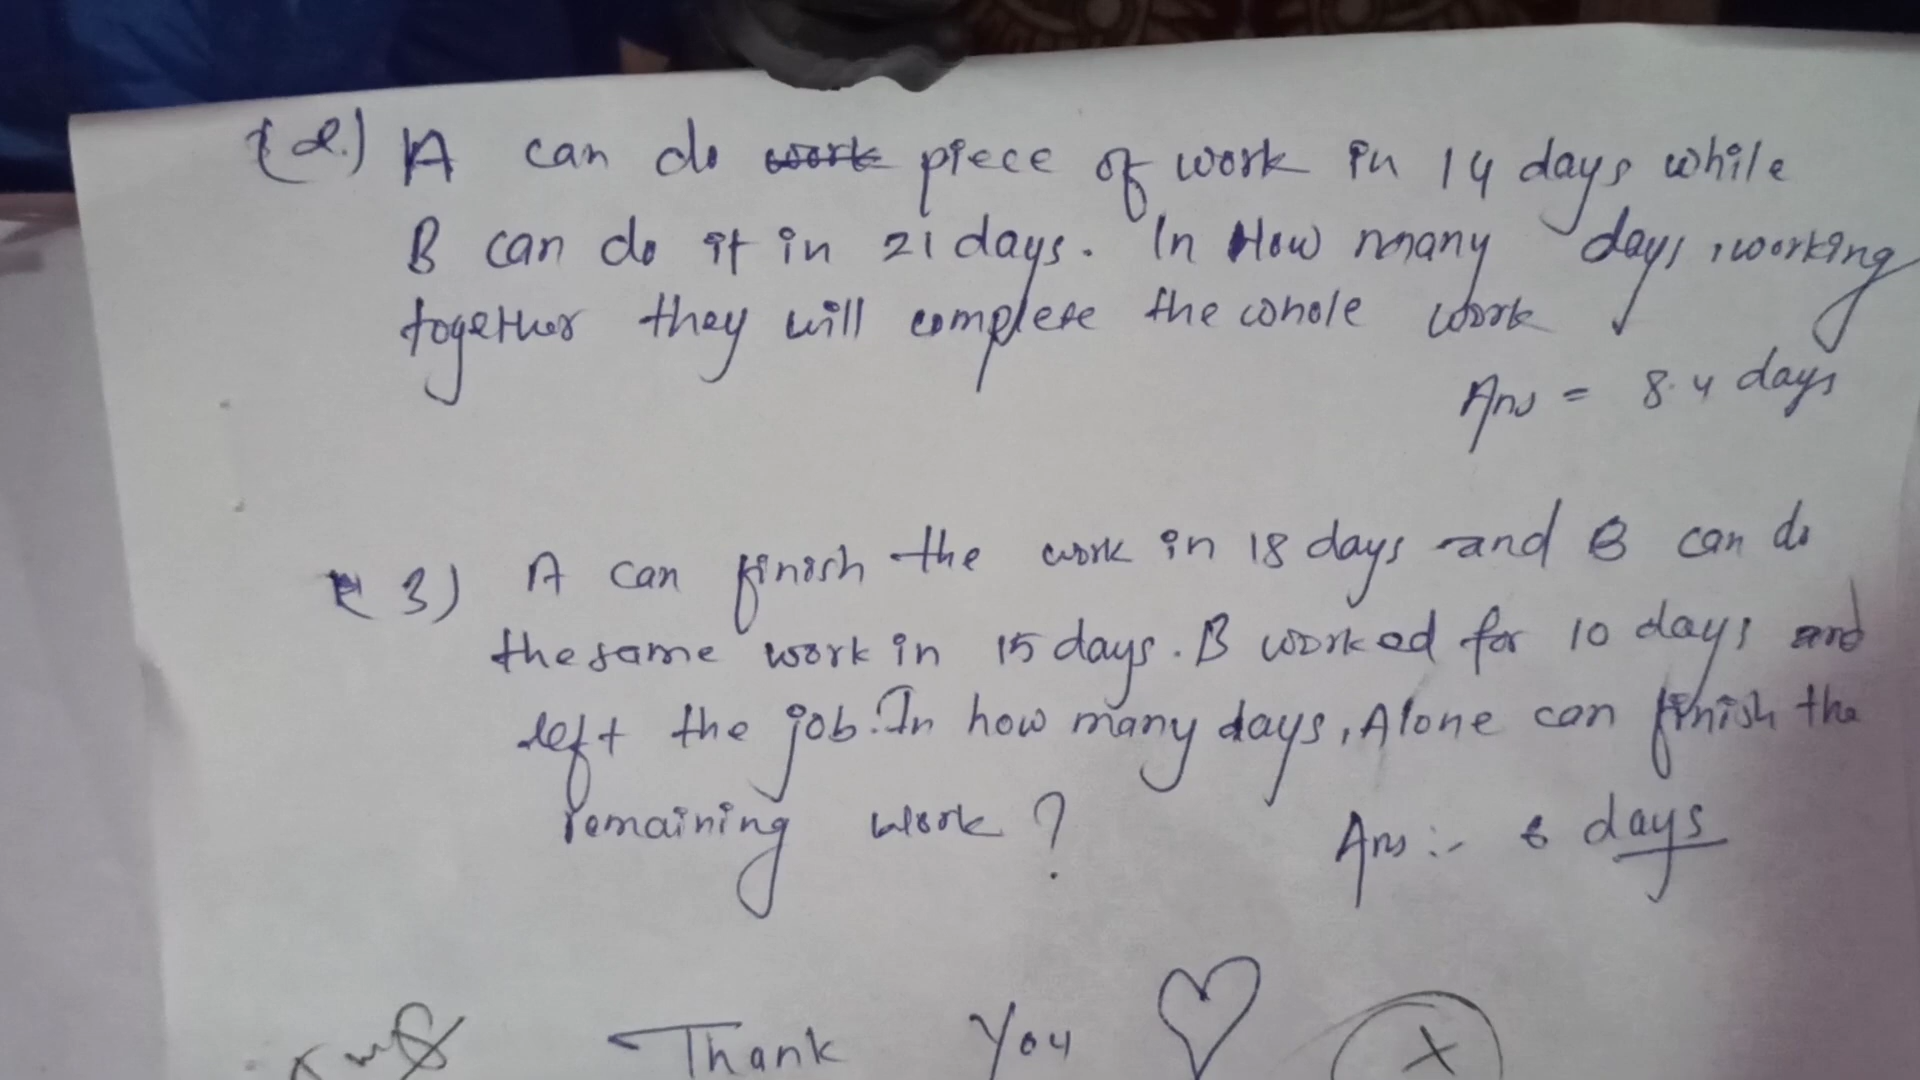 (2.) A can do work piece of work in 14 days while
B can do it in 21 days. In How many days, working
together they will complete the whole work
Ans = 8.4 days
3) A can finish the work in 18 days and B can do
the same work in 15 days. B worked for 10 days and
left the job. In how many days, Alone can finish the
remaining work ?
Ans :- 6 days
Thank You
X